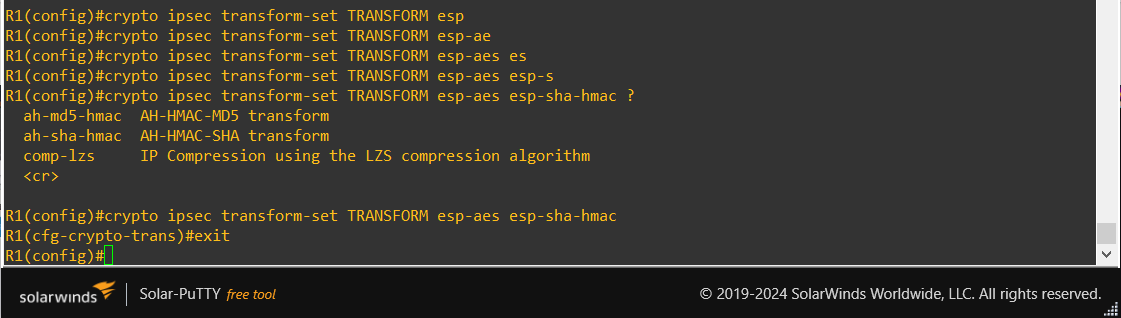 R1(config)#crypto ipsec transform-set TRANSFORM esp
R1(config)#crypto ipsec transform-set TRANSFORM esp-ae
R1(config)#crypto ipsec transform-set TRANSFORM esp-aes es
R1(config)#crypto ipsec transform-set TRANSFORM esp-aes esp-s
R1(config)#crypto ipsec transform-set TRANSFORM esp-aes esp-sha-hmac ?
  ah-md5-hmac  AH-HMAC-MD5 transform
  ah-sha-hmac  AH-HMAC-SHA transform
  comp-lzs     IP Compression using the LZS compression algorithm
  <cr>

R1(config)#crypto ipsec transform-set TRANSFORM esp-aes esp-sha-hmac
R1(cfg-crypto-trans)#exit
R1(config)#
solarwinds Solar-PuTTY free tool © 2019-2024 SolarWinds Worldwide, LLC. All rights reserved.